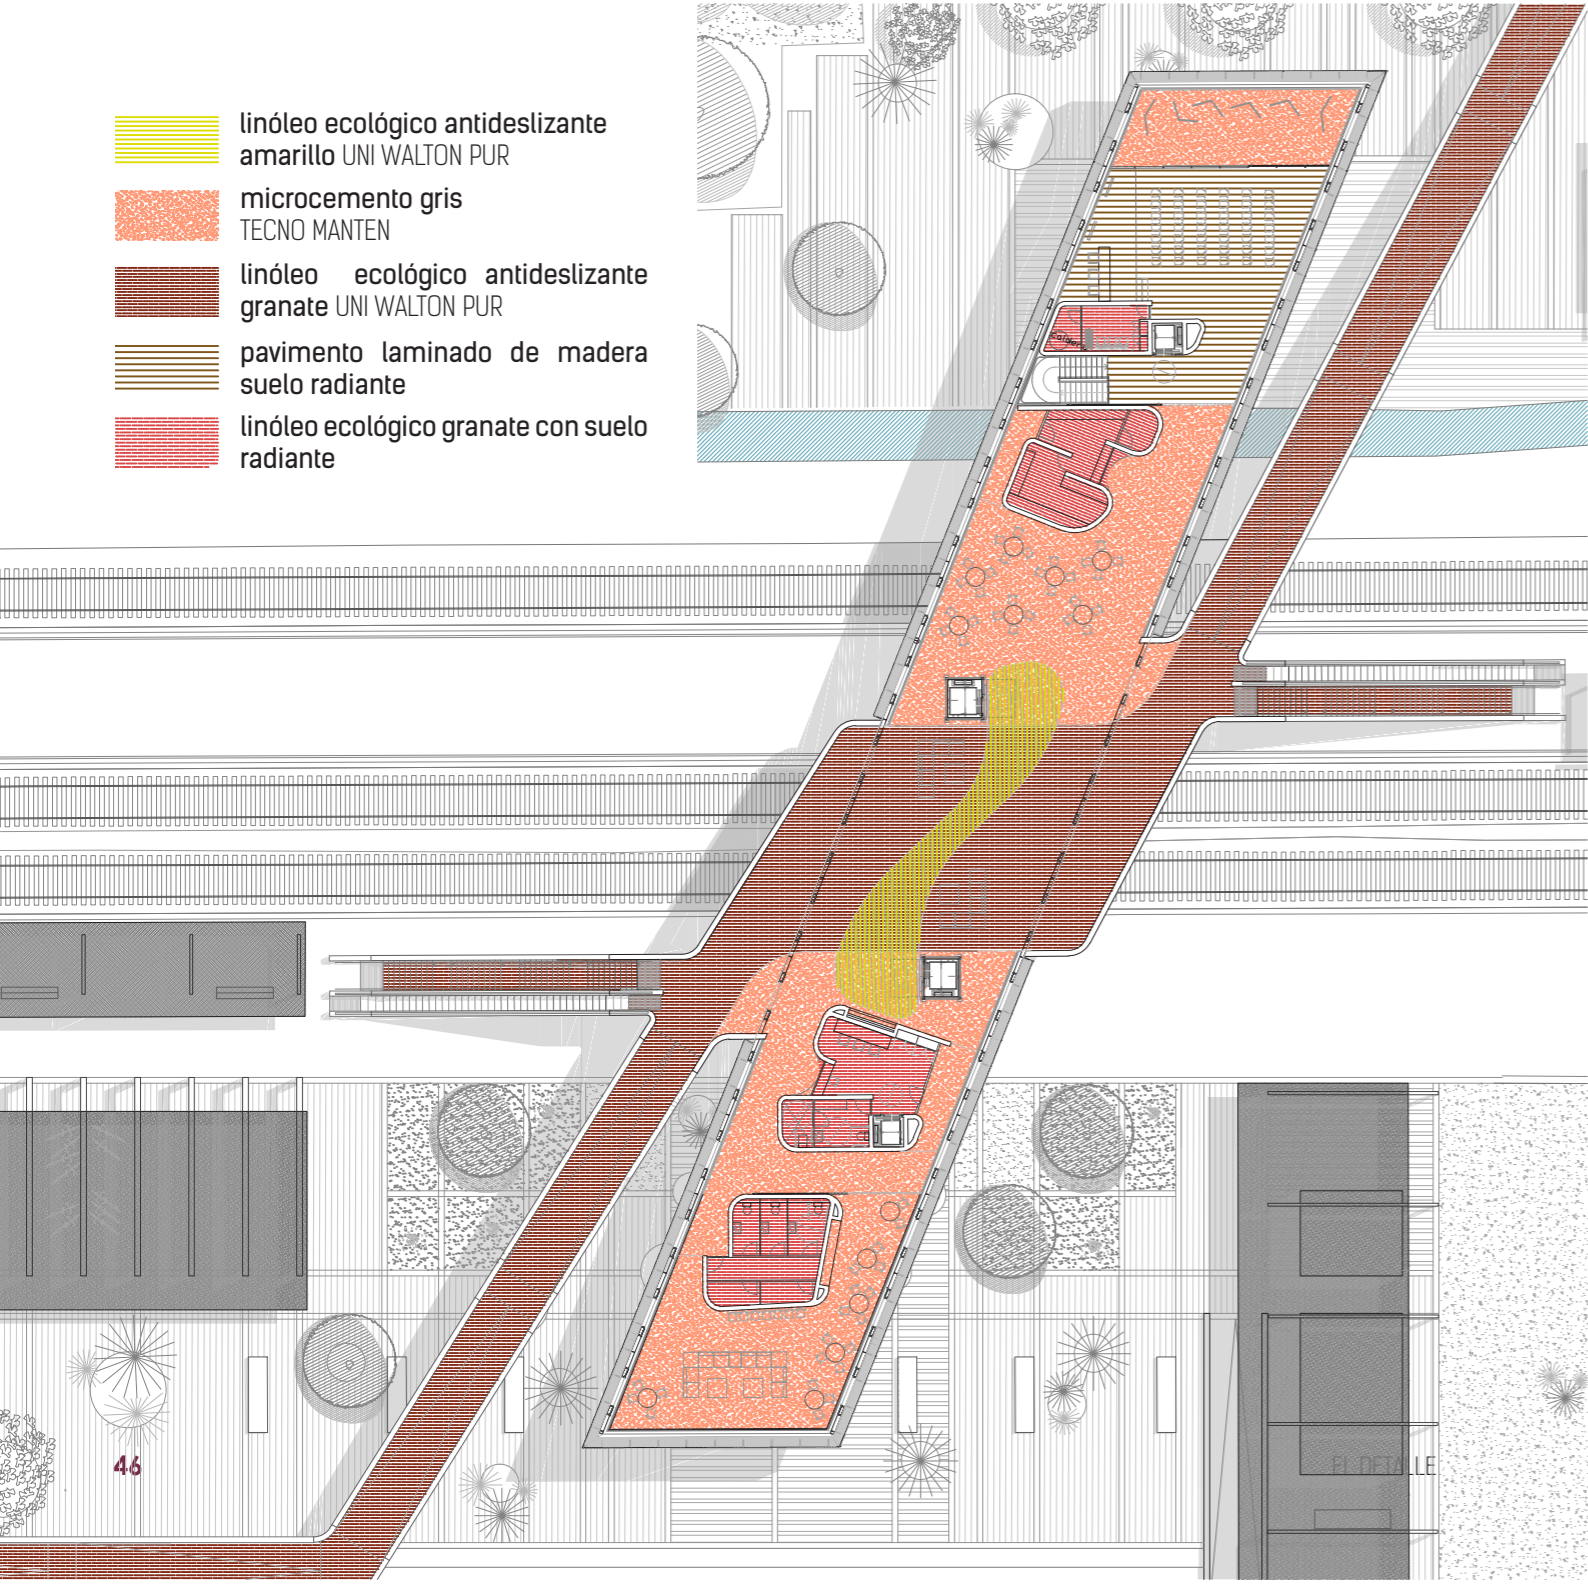 linóleo ecológico antideslizante
amarillo UNI WALTON PUR
microcemento gris
TECNO MANTEN
linóleo ecológico antideslizante
granate UNI WALTON PUR
pavimento laminado de madera
suelo radiante
linóleo ecológico granate con suelo
radiante
46
EL DETALLE